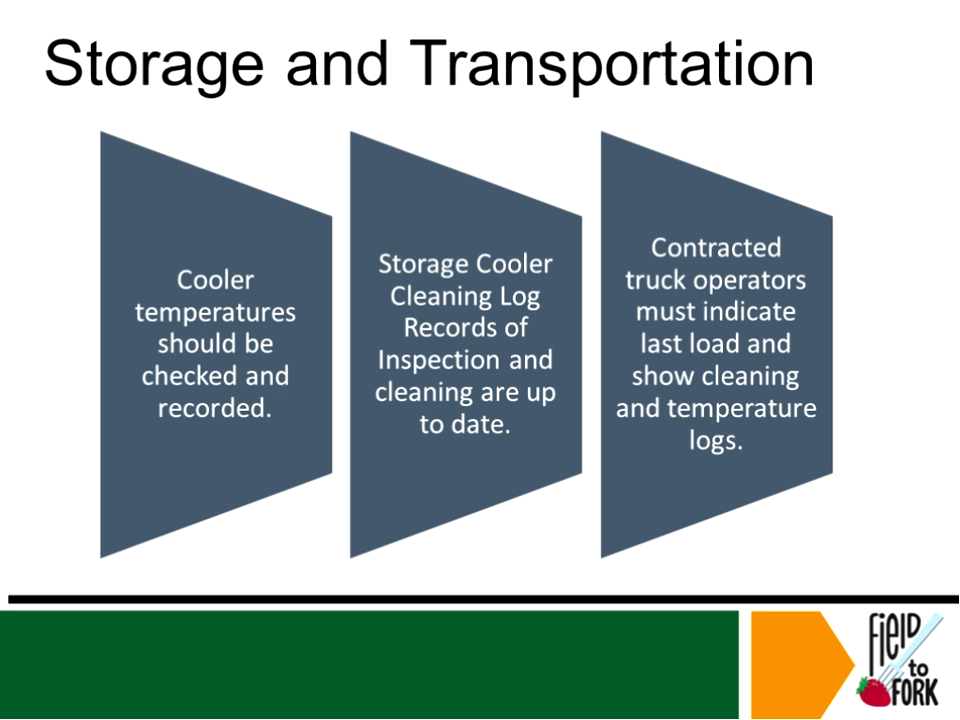 Storage and Transportation
Cooler
temperatures
should be
checked and
recorded.
Storage Cooler
Cleaning Log
Records of
Inspection and
cleaning are up
to date.
Contracted
truck operators
must indicate
last load and
show cleaning
and temperature
logs.
FiELD
to
FORK